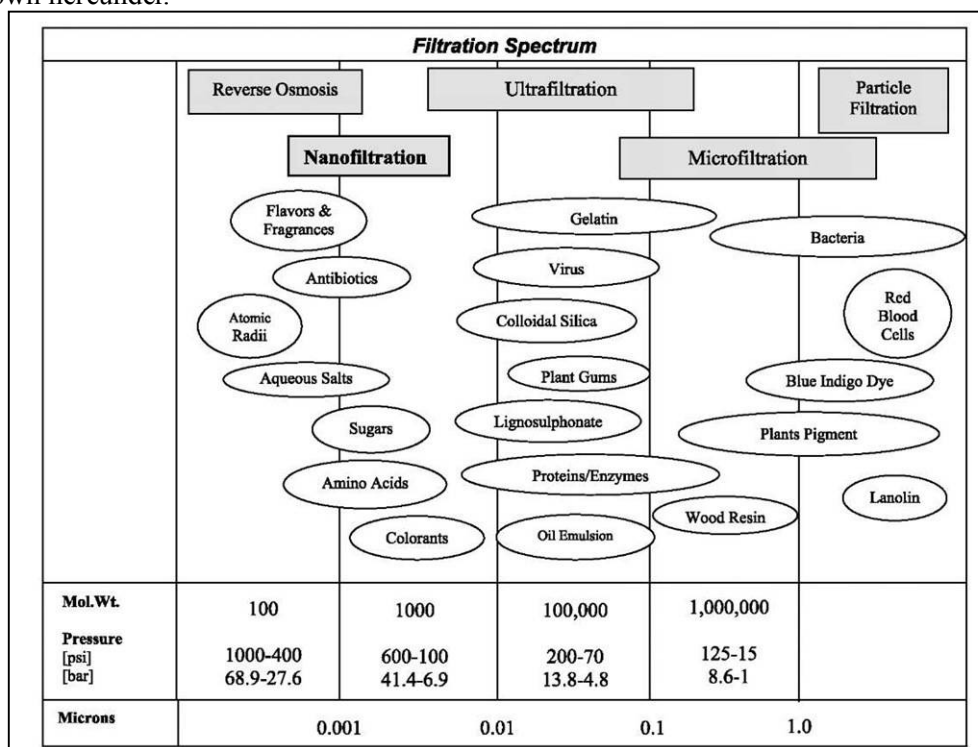 own hereunder.
Filtration Spectrum
Reverse Osmosis
Ultrafiltration
Particle
Filtration
Nanofiltration
Microfiltration
Flavors &
Fragrances
Gelatin
Bacteria
Antibiotics
Virus
Atomic
Radii
Colloidal Silica
Red
Blood
Cells
Aqueous Salts
Plant Gums
Blue Indigo Dye
Sugars
Lignosulphonate
Plants Pigment
Amino Acids
Proteins/Enzymes
Lanolin
Wood Resin
Colorants
Oil Emulsion
Mol.Wt. 100 1000 100,000 1,000,000
Pressure
[psi] 1000-400 600-100 200-70 125-15
[bar] 68.9-27.6 41.4-6.9 13.8-4.8 8.6-1
Microns 0.001 0.01 0.1 1.0